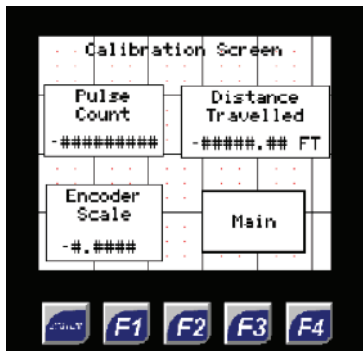 Calibration Screen
Pulse
Count
-#########
Distance
Travelled
-#####.## FT
Encoder
Scale
-#.####
Main
F1 F2 F3 F4